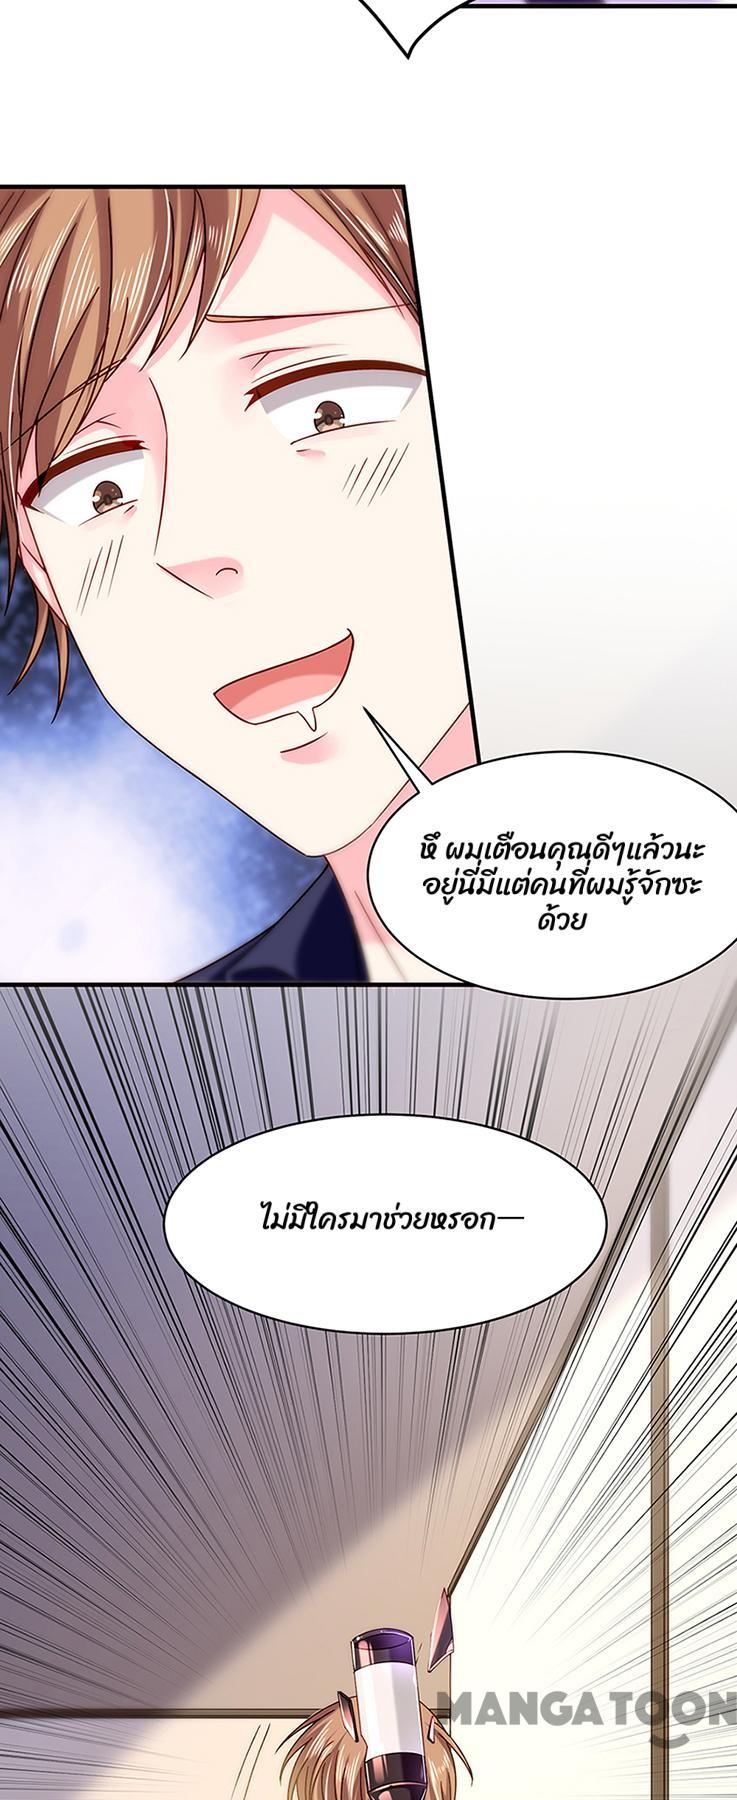 หึ ผมเตือนคุณดีๆแล้วนะ
อยู่นี่มีแต่คนที่ผมรู้จักซะ
ด้วย
ไม่มีใครมาช่วยหรอก—
MANGA TOON